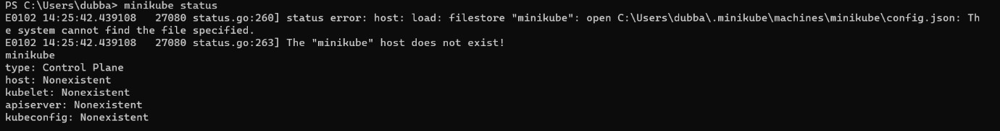 PS C:\Users\dubba> minikube status
E0102 14:25:42.439108   27080 status.go:260] status error: host: load: filestore "minikube": open C:\Users\dubba\.minikube\machines\minikube\config.json: Th
e system cannot find the file specified.
E0102 14:25:42.439108   27080 status.go:263] The "minikube" host does not exist!
minikube
type: Control Plane
host: Nonexistent
kubelet: Nonexistent
apiserver: Nonexistent
kubeconfig: Nonexistent